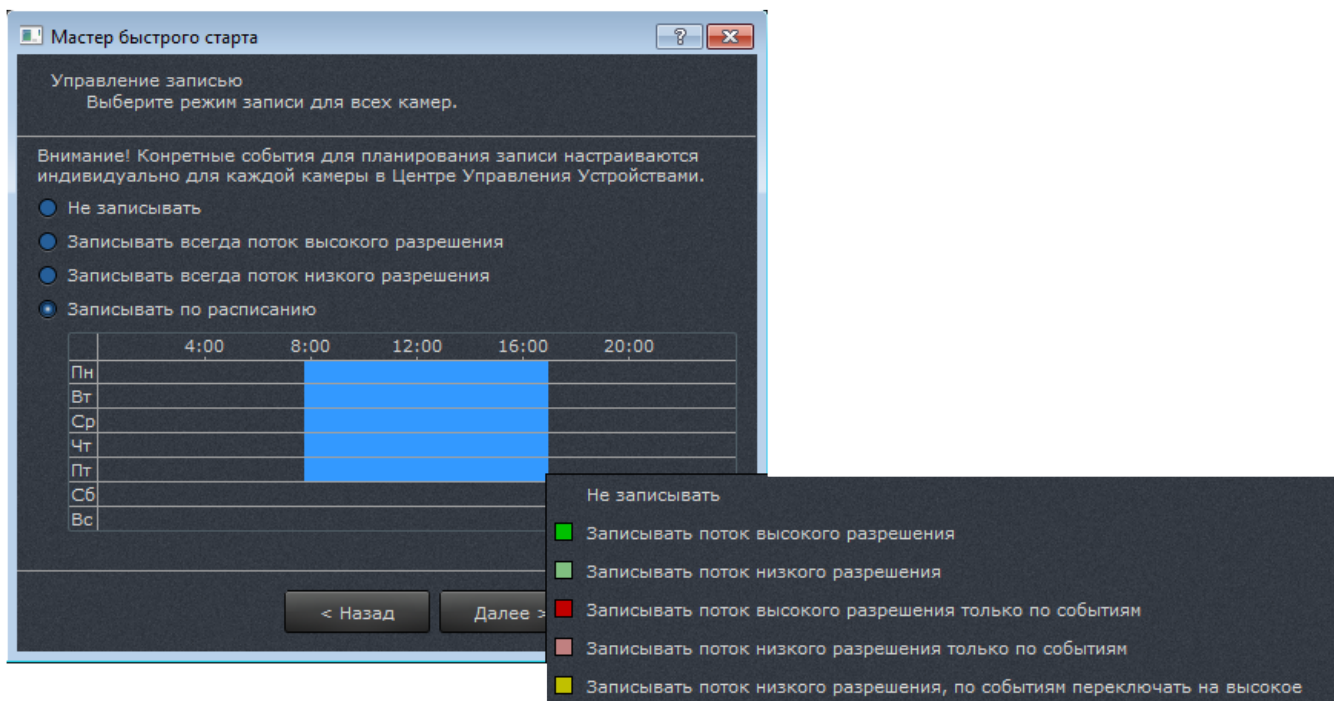 Мастер быстрого старта
Управление записью
Выберите режим записи для всех камер.
Внимание! Конретные события для планирования записи настраиваются
индивидуально для каждой камеры в Центре Управления Устройствами.
Не записывать
Записывать всегда поток высокого разрешения
Записывать всегда поток низкого разрешения
Записывать по расписанию
4:00 8:00 12:00 16:00 20:00
Пн
Вт
Ср
Чт
Пт
Сб
Вс
< Назад Далее >
Не записывать
Записывать поток высокого разрешения
Записывать поток низкого разрешения
Записывать поток высокого разрешения только по событиям
Записывать поток низкого разрешения только по событиям
Записывать поток низкого разрешения, по событиям переключать на высокое